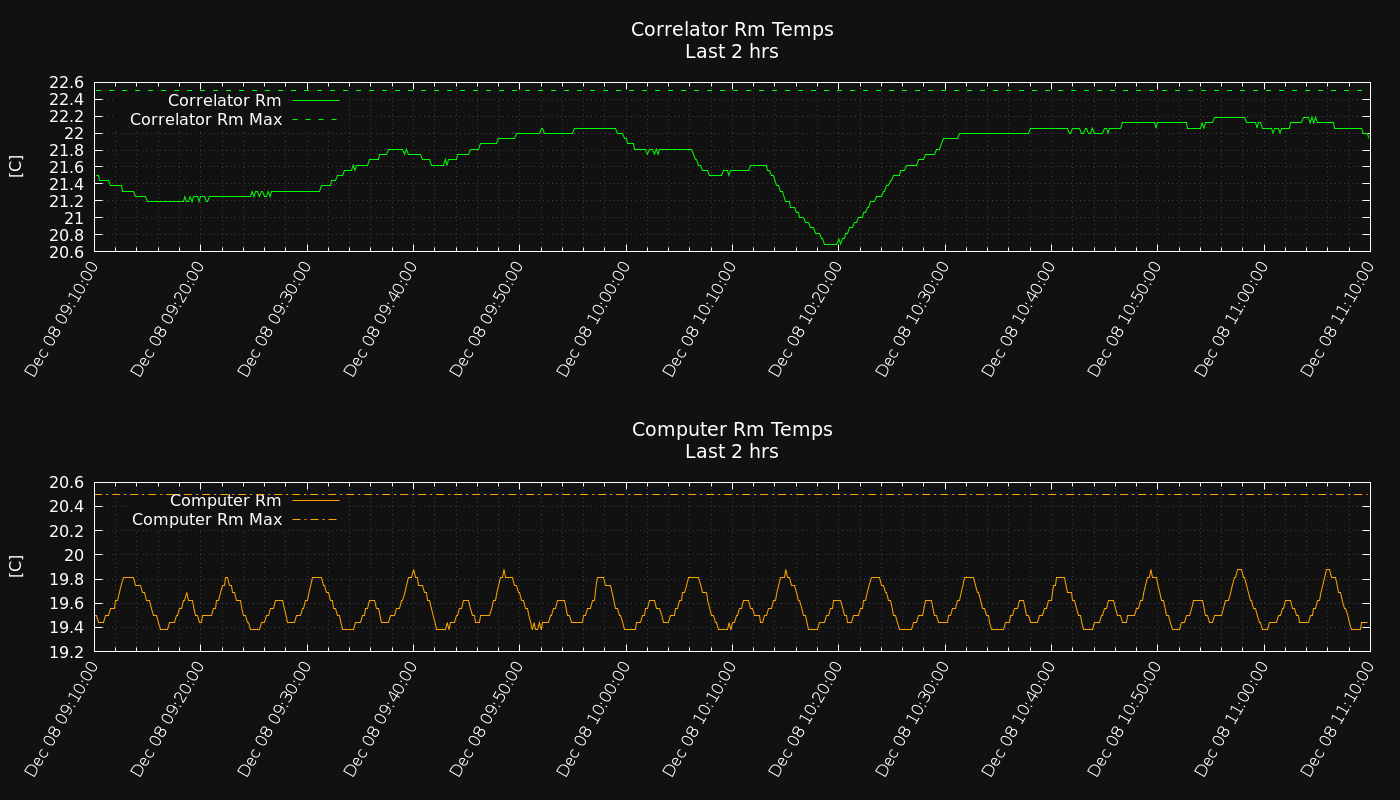 Correlator Rm Temps
Last 2 hrs
22.6
22.4
22.2
22
21.8
21.6
21.4
21.2
21
20.8
20.6
[C]
Correlator Rm
Correlator Rm Max
Dec 08 09:10:00
Dec 08 09:20:00
Dec 08 09:30:00
Dec 08 09:40:00
Dec 08 09:50:00
Dec 08 10:00:00
Dec 08 10:10:00
Dec 08 10:20:00
Dec 08 10:30:00
Dec 08 10:40:00
Dec 08 10:50:00
Dec 08 11:00:00
Dec 08 11:10:00
Computer Rm Temps
Last 2 hrs
20.6
20.4
20.2
20
19.8
19.6
19.4
19.2
[C]
Computer Rm
Computer Rm Max
Dec 08 09:10:00
Dec 08 09:20:00
Dec 08 09:30:00
Dec 08 09:40:00
Dec 08 09:50:00
Dec 08 10:00:00
Dec 08 10:10:00
Dec 08 10:20:00
Dec 08 10:30:00
Dec 08 10:40:00
Dec 08 10:50:00
Dec 08 11:00:00
Dec 08 11:10:00